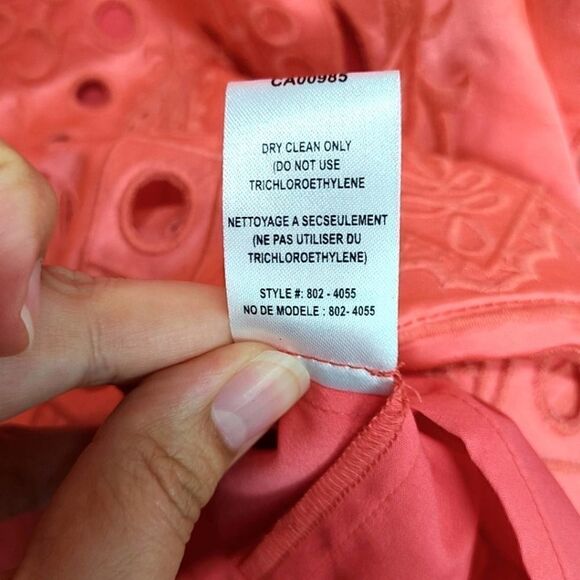 CA00985
DRY CLEAN ONLY
(DO NOT USE
TRICHLOROETHYLENE
NETTOYAGE A SECSEULEMENT
(NE PAS UTILISER DU
TRICHLOROETHYLENE)
STYLE #: 802 - 4055
NO DE MODELE : 802- 4055